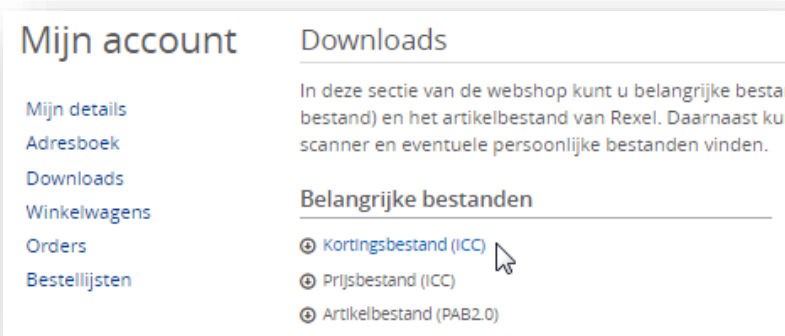 Mijn account
Mijn details
Adresboek
Downloads
Winkelwagens
Orders
Bestellijsten
Downloads
In deze sectie van de webshop kunt u belangrijke
bestand) en het artikelbestand van Rexel. Daarnaast
scanner en eventuele persoonlijke bestanden vinden.
Belangrijke bestanden
Kortingsbestand (ICC)
Prijsbestand (ICC)
Artikelbestand (PAB2.0)